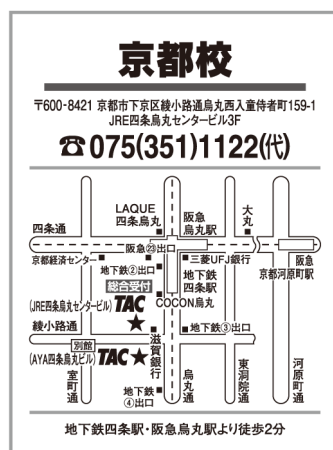 京都校
〒600-8421 京都市下京区綾小路通烏丸西入童侍者町159-1
JRE四条烏丸センタービル3F
☎075(351)1122(代)
LAQUE
四条烏丸
阪急
烏丸駅
大丸
四条通
阪急㉓出口
京都経済センター
三菱UFJ銀行
阪急
京都河原町駅
地下鉄②出口
地下鉄
四条駅
総合受付
COCON烏丸
(JRE四条烏丸センタービル) TAC
綾小路通
地下鉄③出口
別館
(AYA四条烏丸ビル) TAC
滋賀銀行
室町通
地下鉄
④出口
烏丸通
東洞院通
河原町通
地下鉄四条駅・阪急烏丸駅より徒歩2分